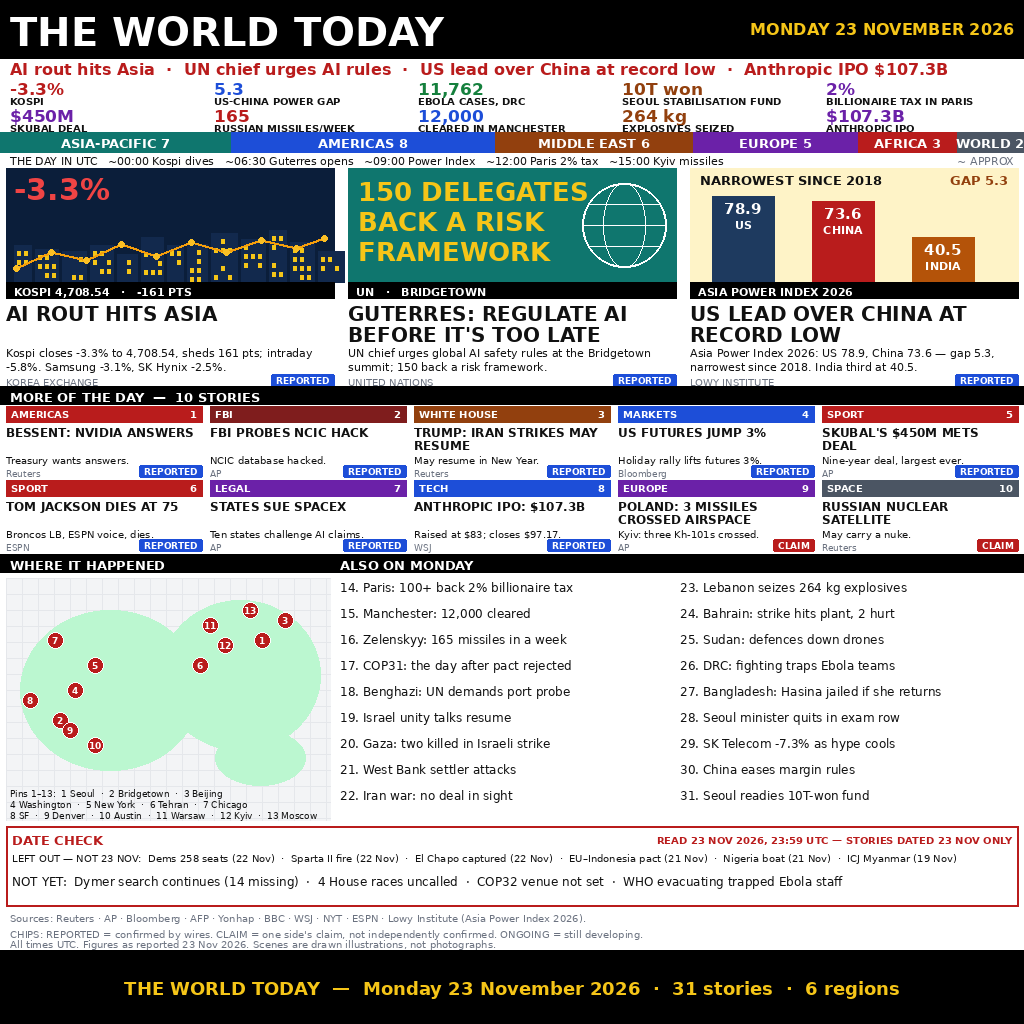 THE WORLD TODAY
MONDAY 23 NOVEMBER 2026
AI rout hits Asia · UN chief urges AI rules · US lead over China at record low · Anthropic IPO $107.3B
-3.3%
KOSPI
5.3
US-CHINA POWER GAP
11,762
EBOLA CASES, DRC
10T won
SEOUL STABILISATION FUND
2%
BILLIONAIRE TAX IN PARIS
$450M
SKUBAL DEAL
165
RUSSIAN MISSILES/WEEK
12,000
CLEARED IN MANCHESTER
264 kg
EXPLOSIVES SEIZED
$107.3B
ANTHROPIC IPO
ASIA-PACIFIC 7
AMERICAS 8
MIDDLE EAST 6
EUROPE 5
AFRICA 3
WORLD 2
THE DAY IN UTC ~00:00 Kospi dives ~06:30 Guterres opens ~09:00 Power Index ~12:00 Paris 2% tax ~15:00 Kyiv missiles
~ APPROX
-3.3%
KOSPI 4,708.54 · -161 PTS
AI ROUT HITS ASIA
Kospi closes -3.3% to 4,708.54, sheds 161 pts; intraday
-5.8%. Samsung -3.1%, SK Hynix -2.5%.
KOREA EXCHANGE
REPORTED
150 DELEGATES
BACK A RISK
FRAMEWORK
UN · BRIDGETOWN
GUTERRES: REGULATE AI
BEFORE IT'S TOO LATE
UN chief urges global AI safety rules at the Bridgetown
summit; 150 back a risk framework.
UNITED NATIONS
REPORTED
NARROWEST SINCE 2018
GAP 5.3
78.9
US
73.6
CHINA
40.5
INDIA
ASIA POWER INDEX 2026
US LEAD OVER CHINA AT
RECORD LOW
Asia Power Index 2026: US 78.9, China 73.6 — gap 5.3,
narrowest since 2018. India third at 40.5.
LOWY INSTITUTE
REPORTED
MORE OF THE DAY — 10 STORIES
AMERICAS 1
BESSENT: NVIDIA ANSWERS
Treasury wants answers.
Reuters
REPORTED
FBI 2
FBI PROBES NCIC HACK
NCIC database hacked.
AP
REPORTED
WHITE HOUSE 3
TRUMP: IRAN STRIKES MAY
RESUME
May resume in New Year.
Reuters
REPORTED
MARKETS 4
US FUTURES JUMP 3%
Holiday rally lifts futures 3%.
Bloomberg
REPORTED
SPORT 5
SKUBAL'S $450M METS
DEAL
Nine-year deal, largest ever.
AP
REPORTED
SPORT 6
TOM JACKSON DIES AT 75
Broncos LB, ESPN voice, dies.
ESPN
REPORTED
LEGAL 7
STATES SUE SPACEX
Ten states challenge AI claims.
AP
REPORTED
TECH 8
ANTHROPIC IPO: $107.3B
Raised at $83; closes $97.17.
WSJ
REPORTED
EUROPE 9
POLAND: 3 MISSILES
CROSSED AIRSPACE
Kyiv: three Kh-101s crossed.
AP
CLAIM
SPACE 10
RUSSIAN NUCLEAR
SATELLITE
May carry a nuke.
Reuters
CLAIM
WHERE IT HAPPENED
13
3
11
7
12
1
5
6
4
8
2
9
10
Pins 1–13: 1 Seoul · 2 Bridgetown · 3 Beijing
4 Washington · 5 New York · 6 Tehran · 7 Chicago
8 SF · 9 Denver · 10 Austin · 11 Warsaw · 12 Kyiv · 13 Moscow
ALSO ON MONDAY
14. Paris: 100+ back 2% billionaire tax
15. Manchester: 12,000 cleared
16. Zelenskyy: 165 missiles in a week
17. COP31: the day after pact rejected
18. Benghazi: UN demands port probe
19. Israel unity talks resume
20. Gaza: two killed in Israeli strike
21. West Bank settler attacks
22. Iran war: no deal in sight
23. Lebanon seizes 264 kg explosives
24. Bahrain: strike hits plant, 2 hurt
25. Sudan: defences down drones
26. DRC: fighting traps Ebola teams
27. Bangladesh: Hasina jailed if she returns
28. Seoul minister quits in exam row
29. SK Telecom -7.3% as hype cools
30. China eases margin rules
31. Seoul readies 10T-won fund
DATE CHECK
READ 23 NOV 2026, 23:59 UTC — STORIES DATED 23 NOV ONLY
LEFT OUT — NOT 23 NOV: Dems 258 seats (22 Nov) · Sparta II fire (22 Nov) · El Chapo captured (22 Nov) · EU–Indonesia pact (21 Nov) · Nigeria boat (21 Nov) · ICJ Myanmar (19 Nov)
NOT YET: Dymer search continues (14 missing) · 4 House races uncalled · COP32 venue not set · WHO evacuating trapped Ebola staff
Sources: Reuters · AP · Bloomberg · AFP · Yonhap · BBC · WSJ · NYT · ESPN · Lowy Institute (Asia Power Index 2026).
CHIPS: REPORTED = confirmed by wires. CLAIM = one side's claim, not independently confirmed. ONGOING = still developing.
All times UTC. Figures as reported 23 Nov 2026. Scenes are drawn illustrations, not photographs.
THE WORLD TODAY — Monday 23 November 2026 · 31 stories · 6 regions